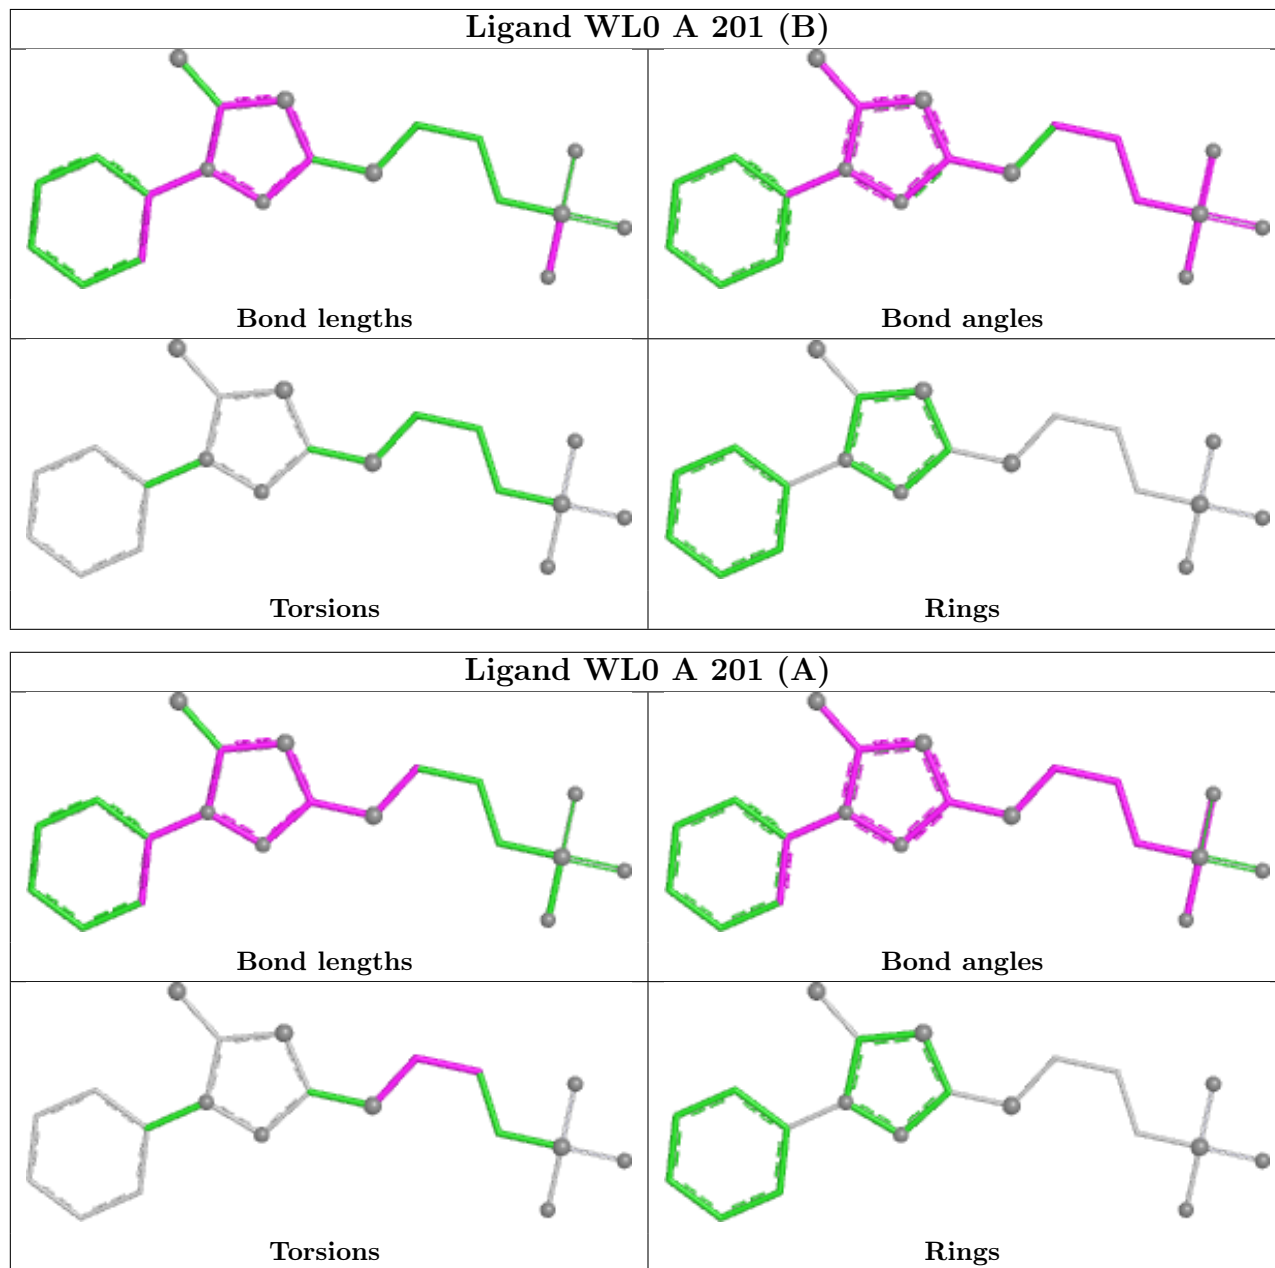 Ligand WL0 A 201 (B)
Bond lengths
Bond angles
Torsions
Rings
Ligand WL0 A 201 (A)
Bond lengths
Bond angles
Torsions
Rings